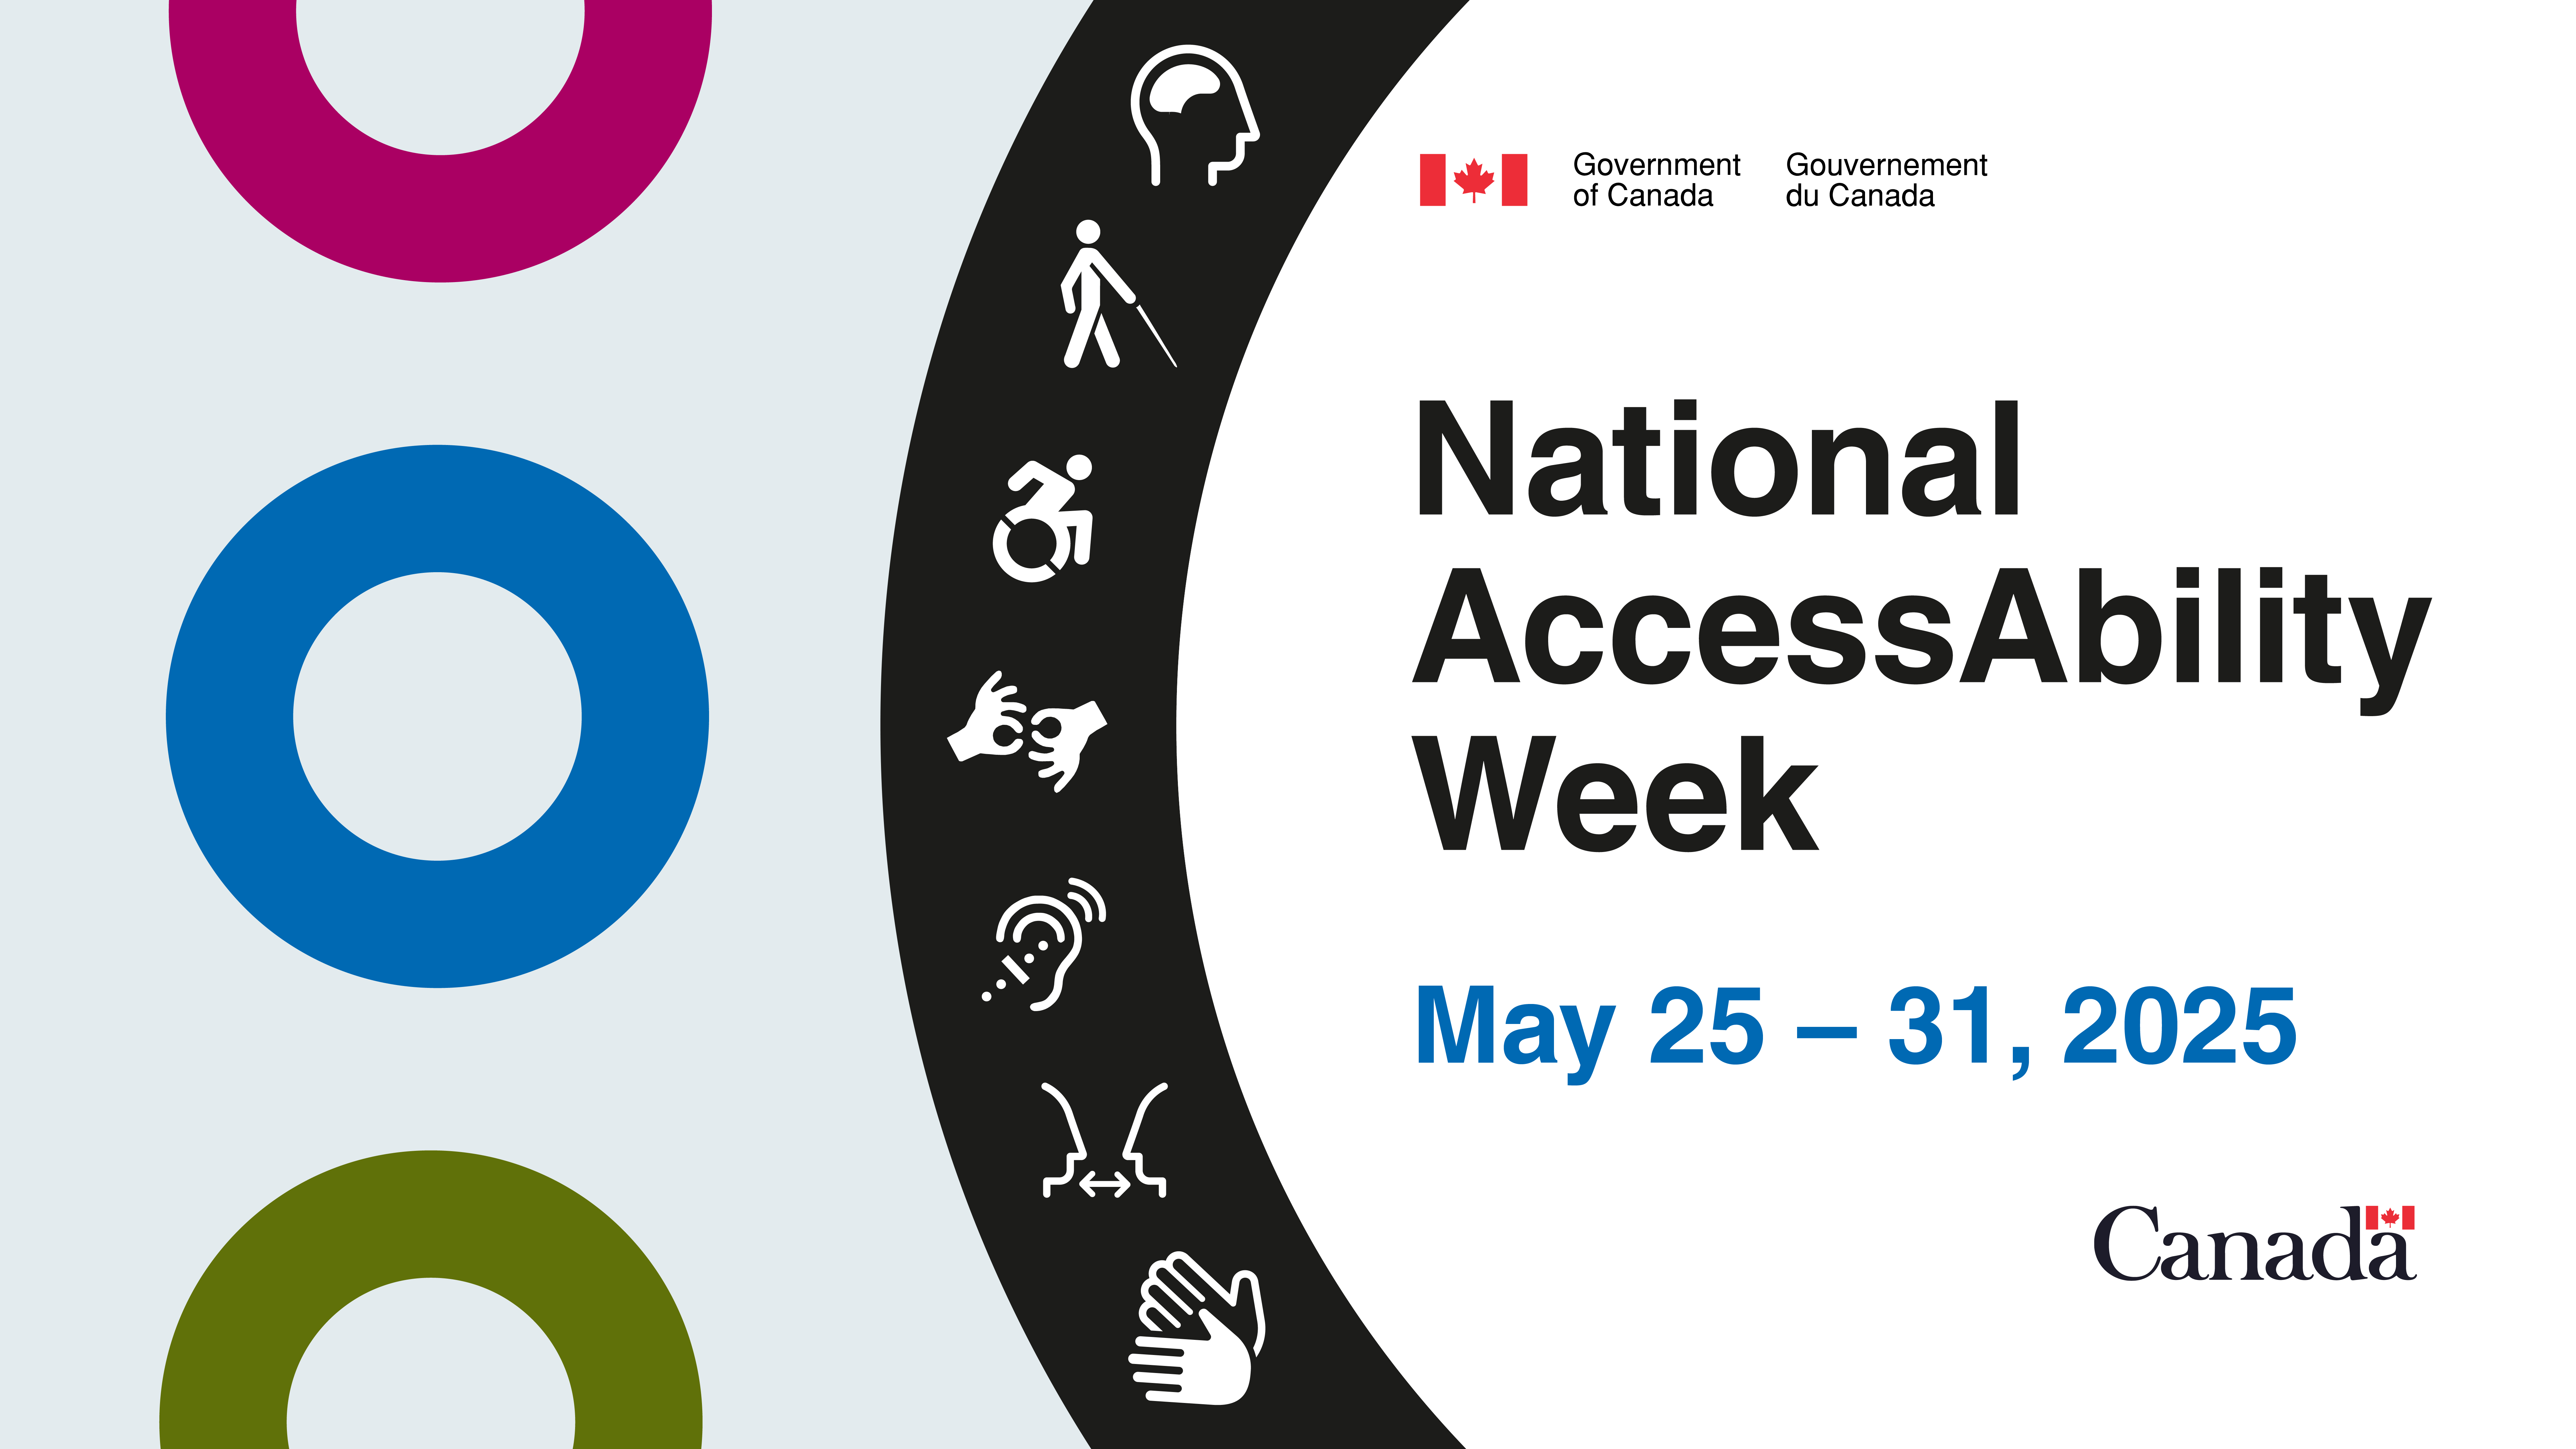 Government
of Canada
Gouvernement
du Canada
National
AccessAbility
Week
May 25 – 31, 2025
Canada